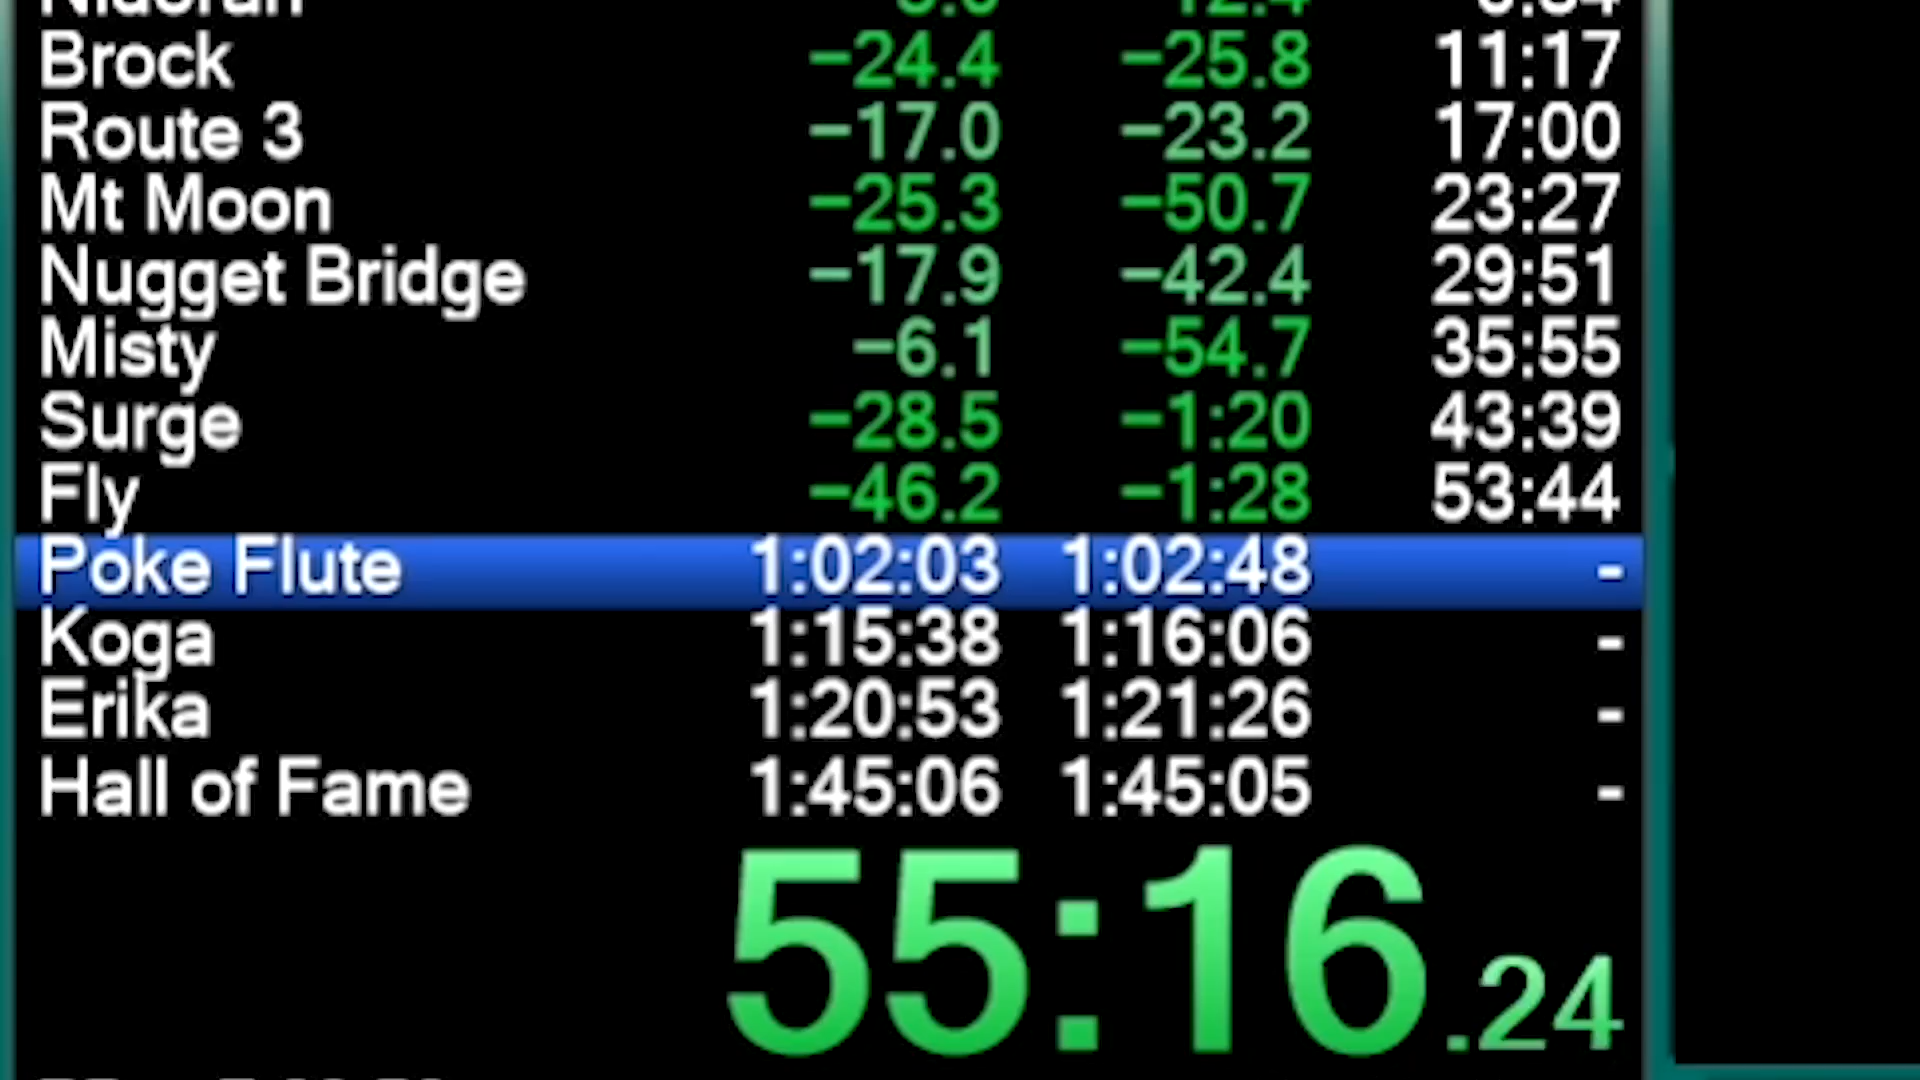 Nidoran 12.4
Brock −24.4 −25.8 11:17
Route 3 −17.0 −23.2 17:00
Mt Moon −25.3 −50.7 23:27
Nugget Bridge −17.9 −42.4 29:51
Misty −6.1 −54.7 35:55
Surge −28.5 −1:20 43:39
Fly −46.2 −1:28 53:44
Poke Flute 1:02:03 1:02:48 -
Koga 1:15:38 1:16:06 -
Erika 1:20:53 1:21:26 -
Hall of Fame 1:45:06 1:45:05 -
55:16.24